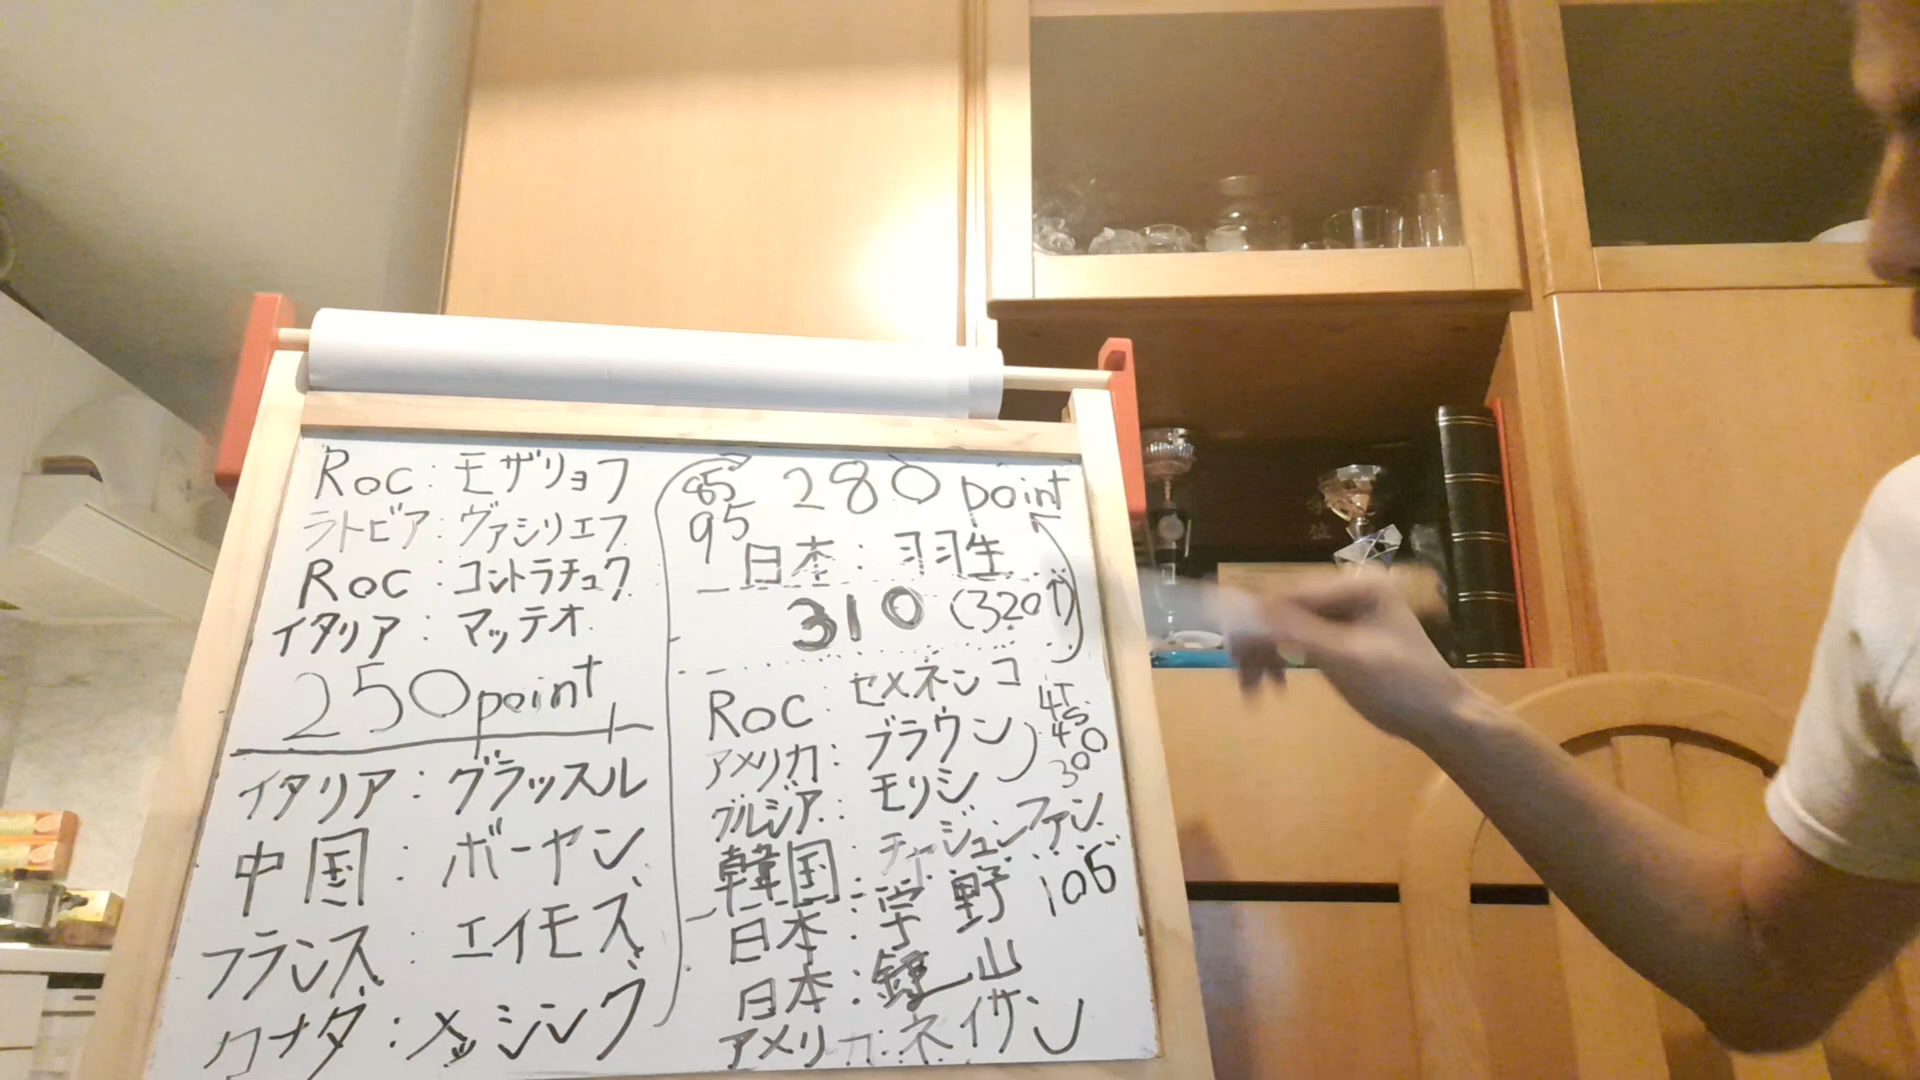 Roc：モザリョフ
ラトビア：ヴァシリエフ
Roc：コントラチュク
イタリア：マッテオ
250point
イタリア：グラッスル
中国：ボーヤン
フランス：エイモズ
カナダ：メッシング
85
95
280 point
日本：羽生
310 (320↑)
Roc：セメネンコ
アメリカ：ブラウン
4T
4S
300
グルジア：モリシ
韓国：チャージュンファン
日本：宇野 105
日本：鍵山
アメリカ：ネイサン